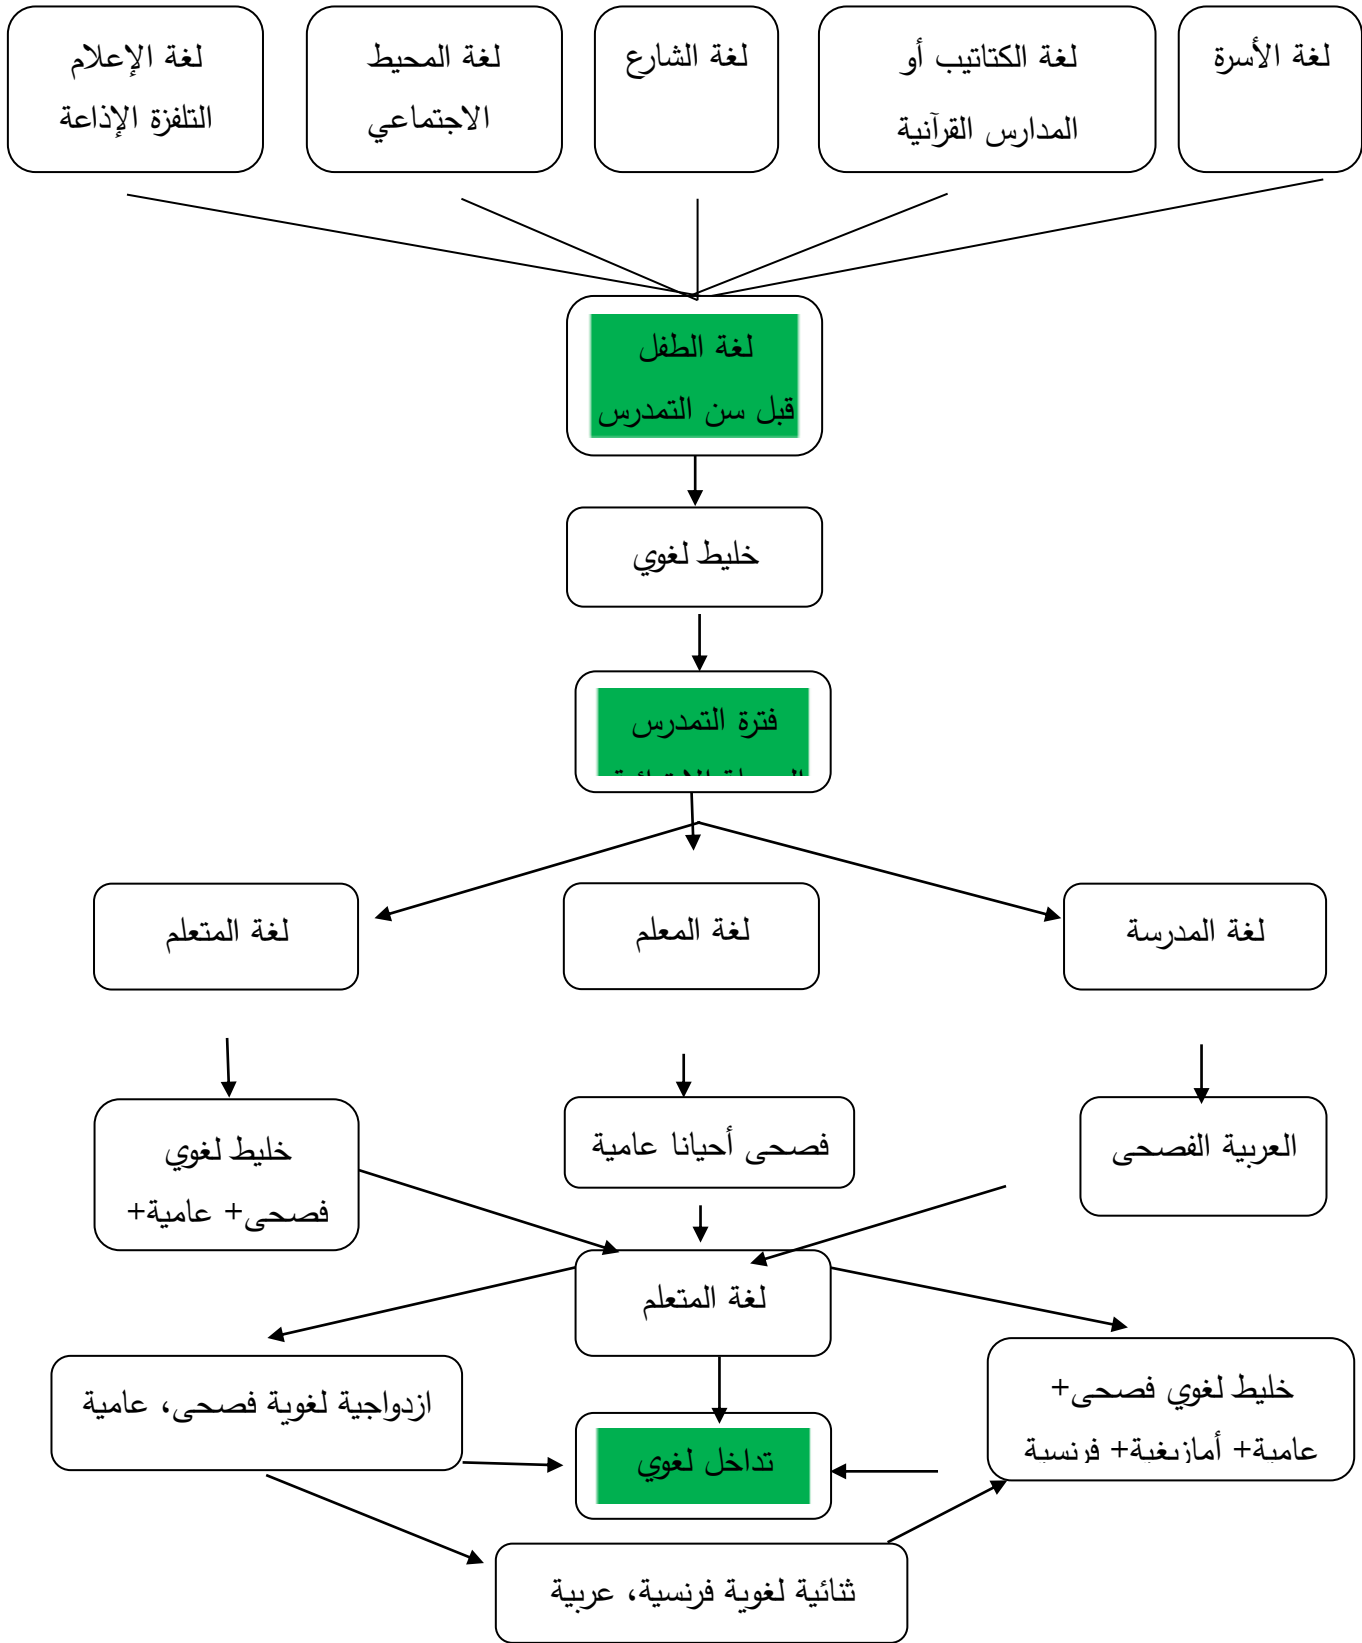 لغة الأسرة
لغة الكتاتيب أو
المدارس القرآنية
لغة الشارع
لغة المحيط
الاجتماعي
لغة الإعلام
التلفزة الإذاعة
لغة الطفل
قبل سن التمدرس
خليط لغوي
فترة التمدرس
لغة المدرسة
لغة المعلم
لغة المتعلم
العربية الفصحى
فصحى أحيانا عامية
خليط لغوي
فصحى+ عامية+
لغة المتعلم
خليط لغوي فصحى+
عامية+ أمازيغية+ فرنسية
تداخل لغوي
ازدواجية لغوية فصحى، عامية
ثنائية لغوية فرنسية، عربية